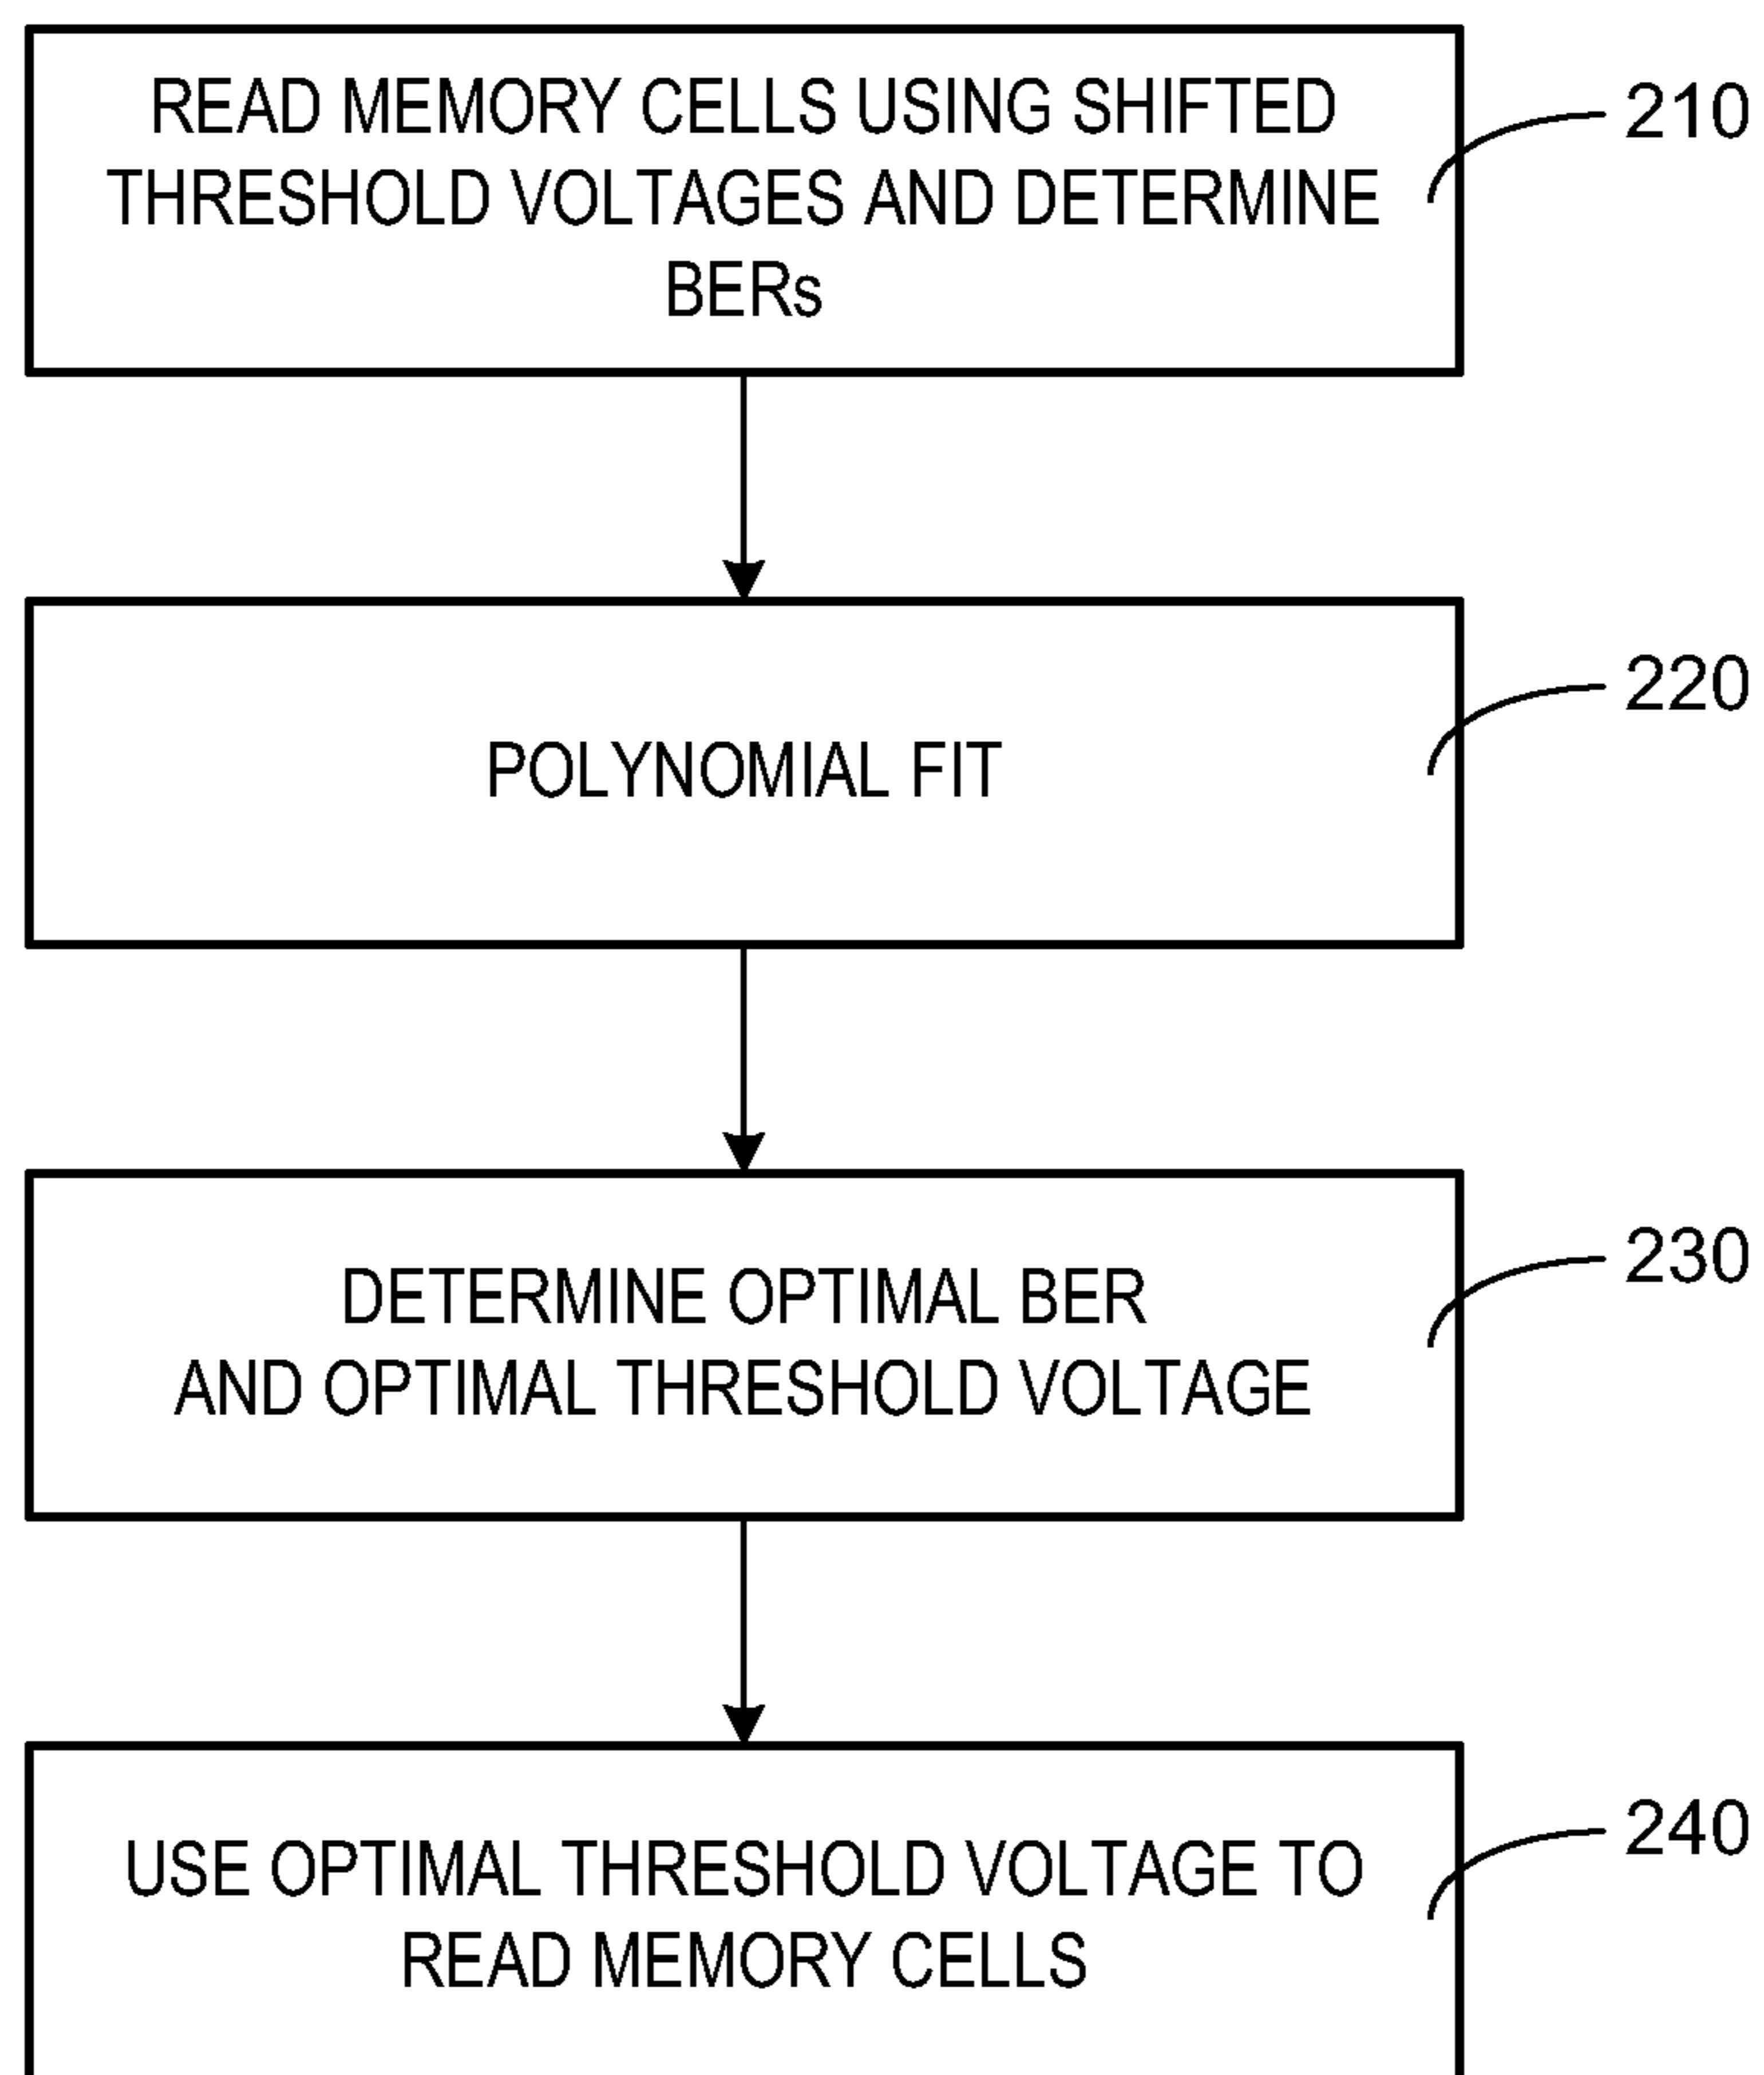 READ MEMORY CELLS USING SHIFTED
THRESHOLD VOLTAGES AND DETERMINE
BERs
210
POLYNOMIAL FIT
220
DETERMINE OPTIMAL BER
AND OPTIMAL THRESHOLD VOLTAGE
230
USE OPTIMAL THRESHOLD VOLTAGE TO
READ MEMORY CELLS
240